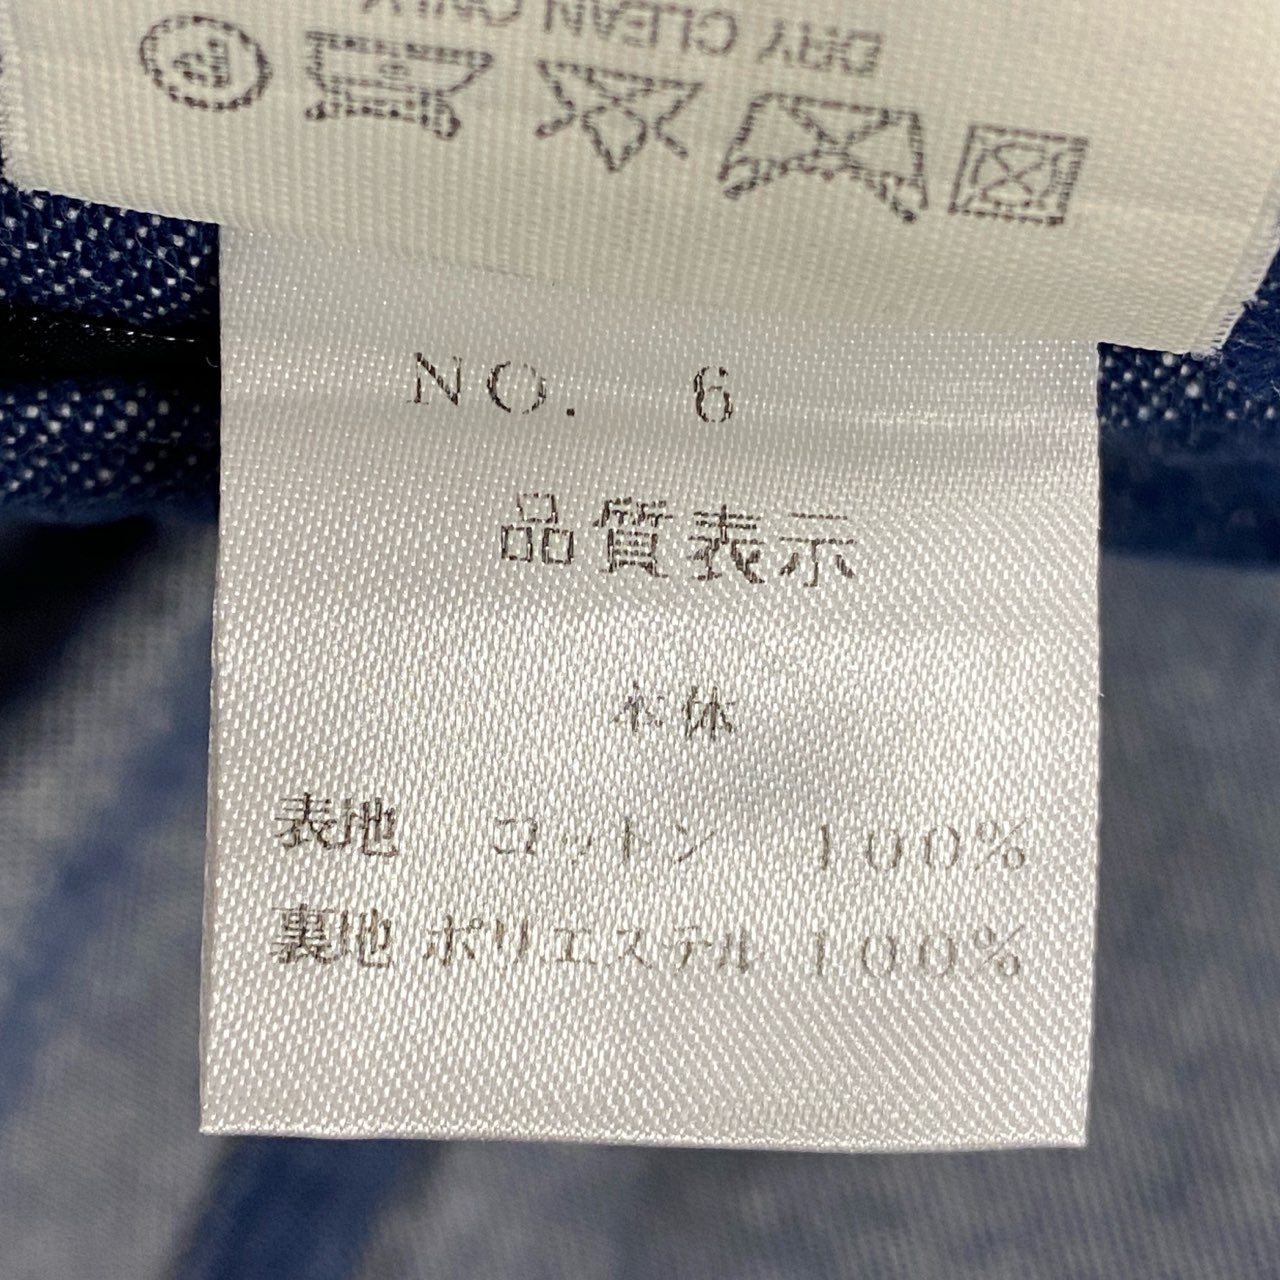 DRY CLEAN ONLY
P
NO. 6
品質表示
本体
表地 コットン 100%
裏地 ポリエステル 100%